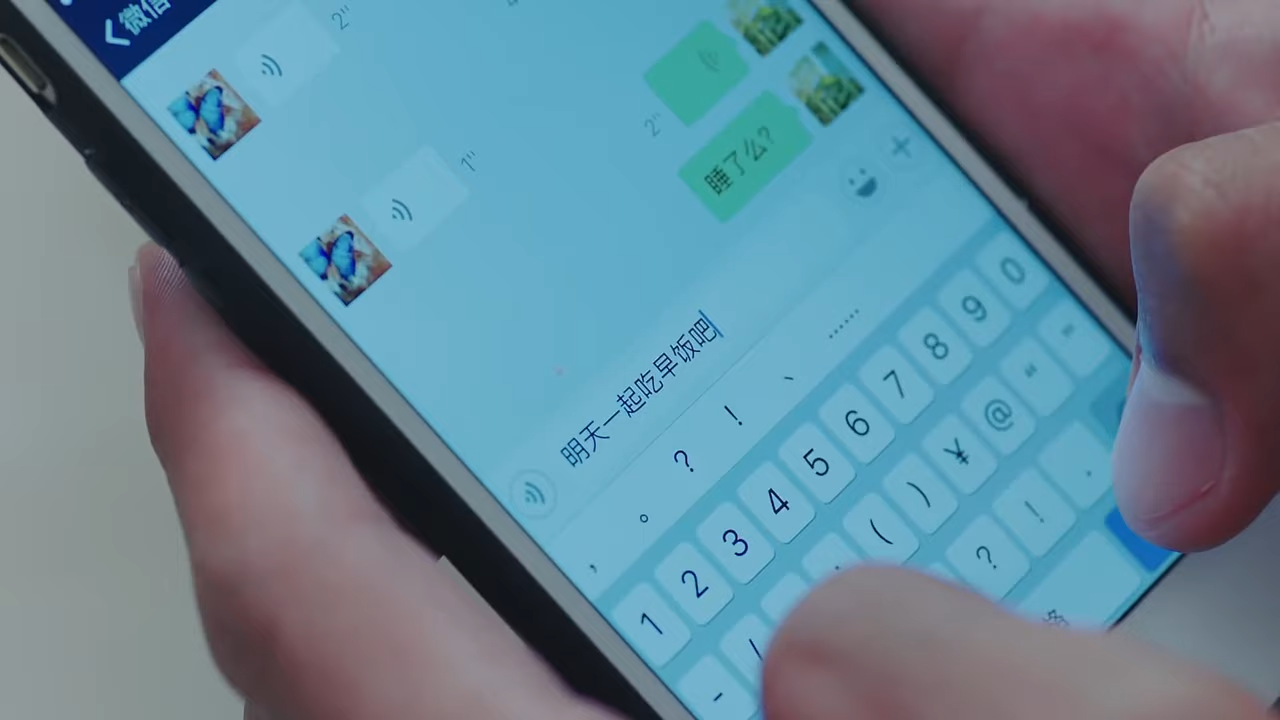 微信
2"
2"
睡了么？
1"
明天一起吃早饭吧
， 。 ？ ！ 、 ……
1 2 3 4 5 6 7 8 9 0
- / ( ) ¥ @ “ ”
? ! .